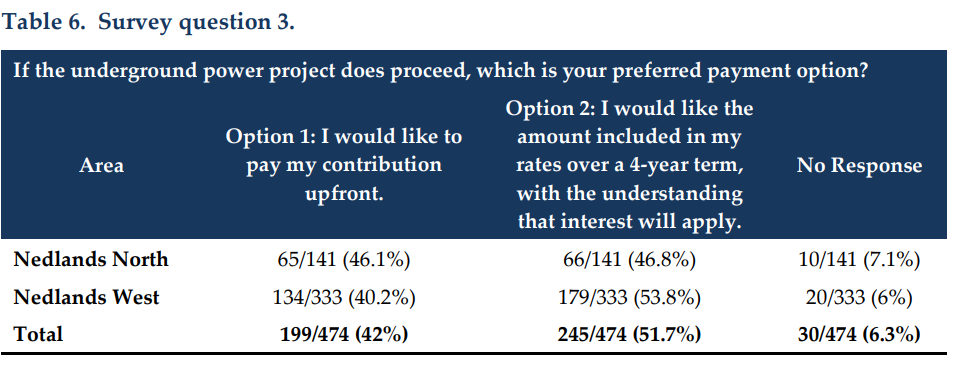 Table 6. Survey question 3.
If the underground power project does proceed, which is your preferred payment option?
Area
Option 1: I would like to
pay my contribution
upfront.
Option 2: I would like the
amount included in my
rates over a 4-year term,
with the understanding
that interest will apply.
No Response
Nedlands North 65/141 (46.1%) 66/141 (46.8%) 10/141 (7.1%)
Nedlands West 134/333 (40.2%) 179/333 (53.8%) 20/333 (6%)
Total 199/474 (42%) 245/474 (51.7%) 30/474 (6.3%)